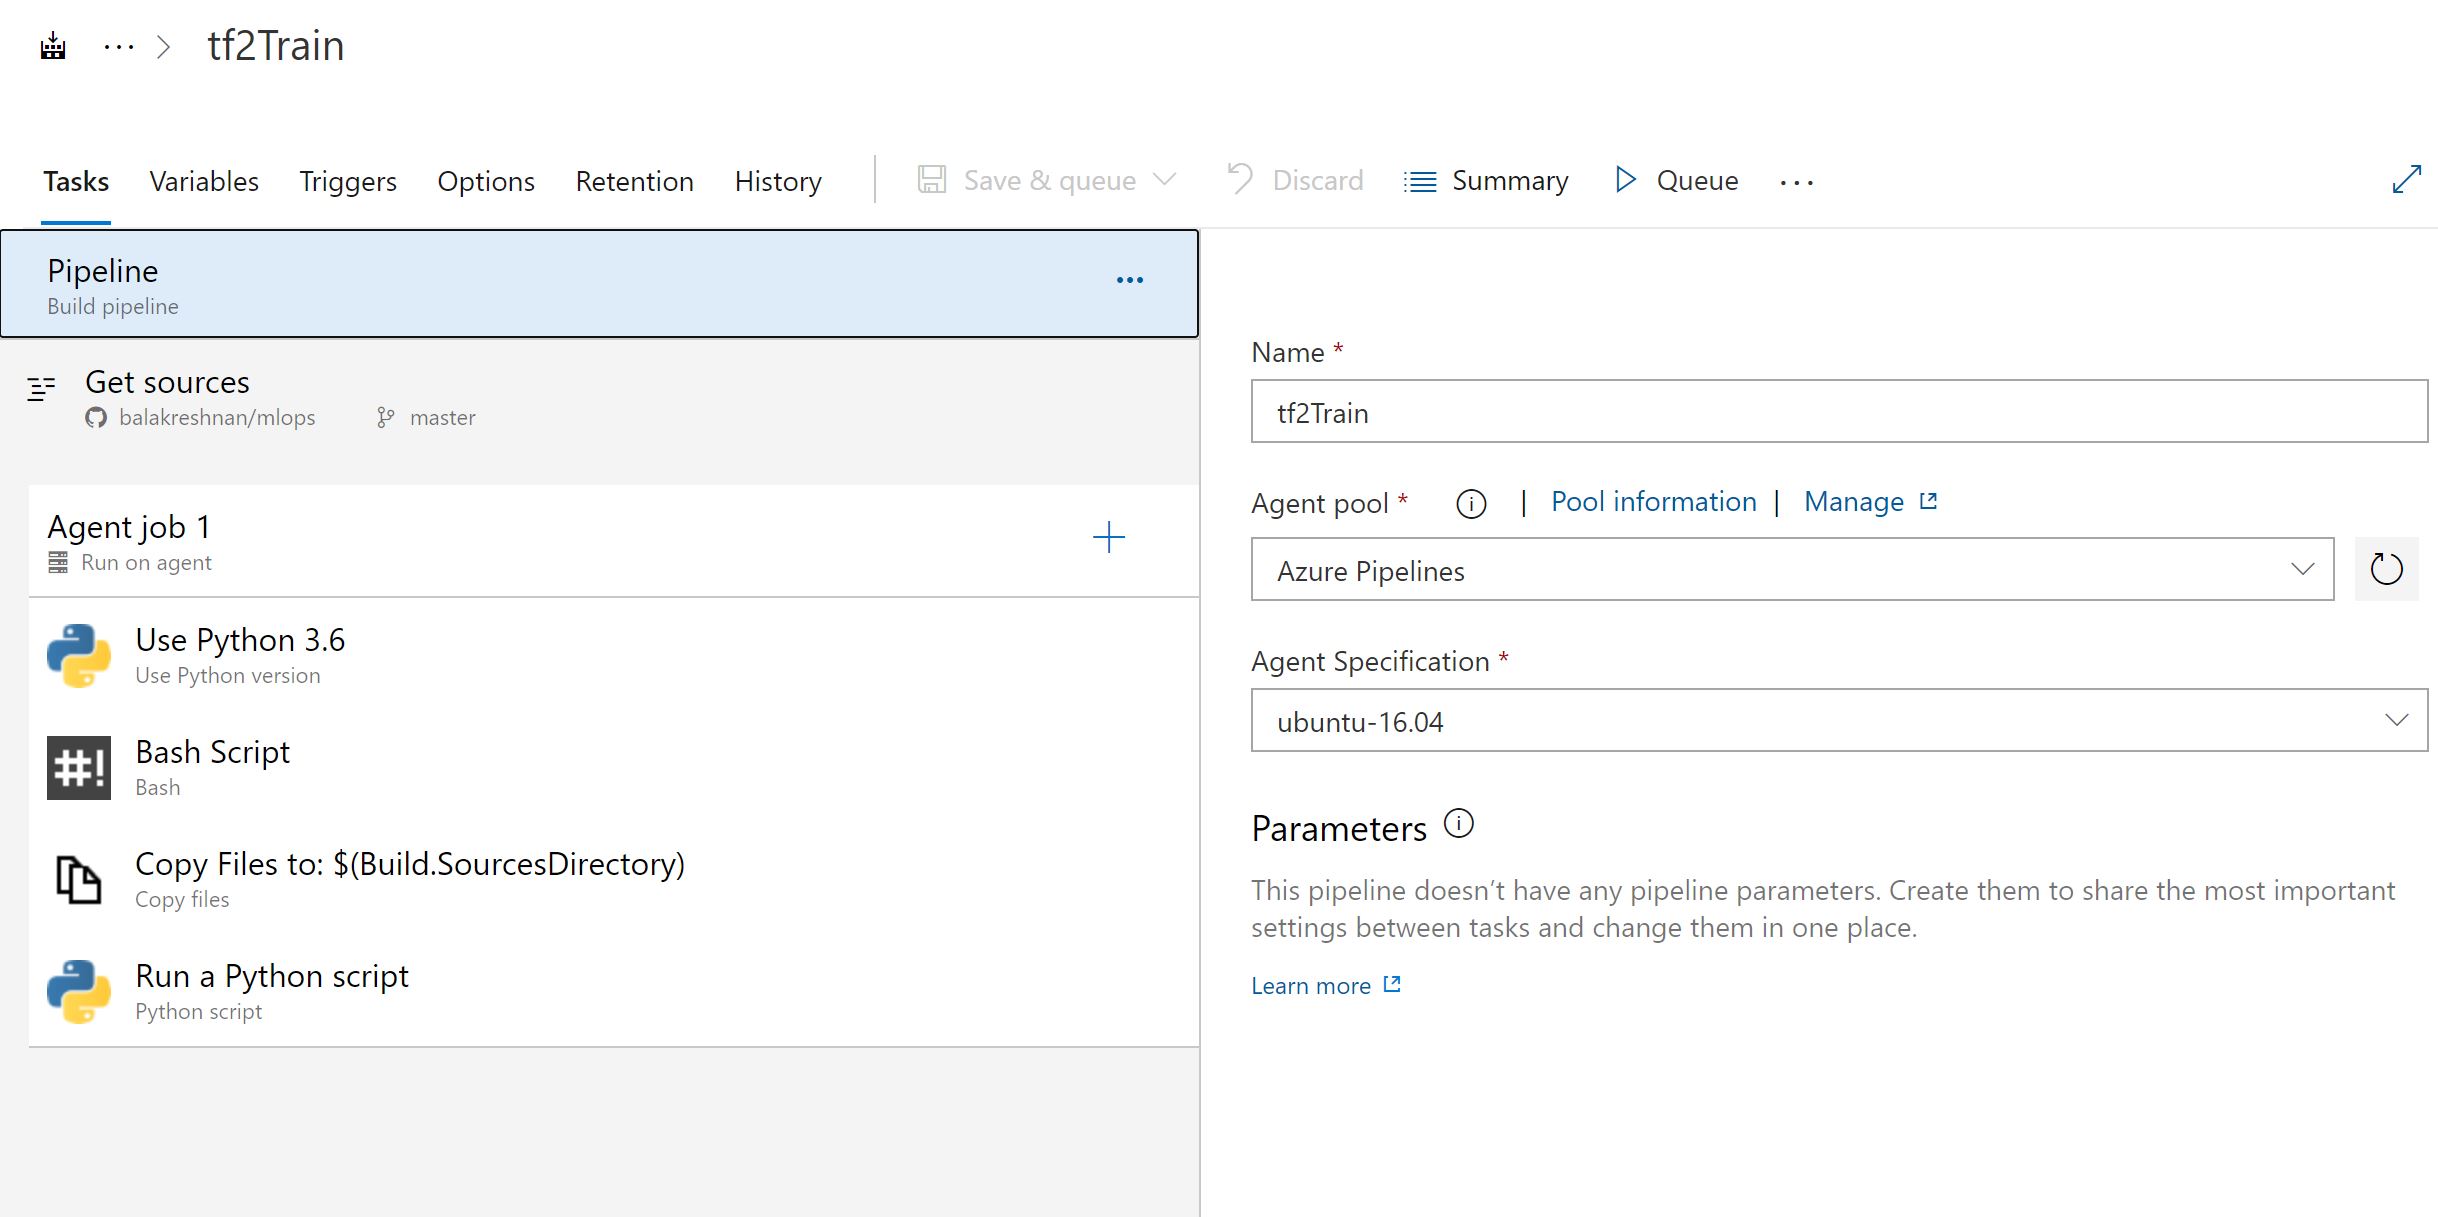 tf2Train
Tasks Variables Triggers Options Retention History Save & queue Discard Summary Queue ...
Pipeline
Build pipeline
Get sources
balakreshnan/mlops master
Agent job 1
Run on agent
Use Python 3.6
Use Python version
#!
Bash Script
Bash
Copy Files to: $(Build.SourcesDirectory)
Copy files
Run a Python script
Python script
Name *
tf2Train
Agent pool * | Pool information | Manage
Azure Pipelines
Agent Specification *
ubuntu-16.04
Parameters
This pipeline doesn’t have any pipeline parameters. Create them to share the most important
settings between tasks and change them in one place.
Learn more